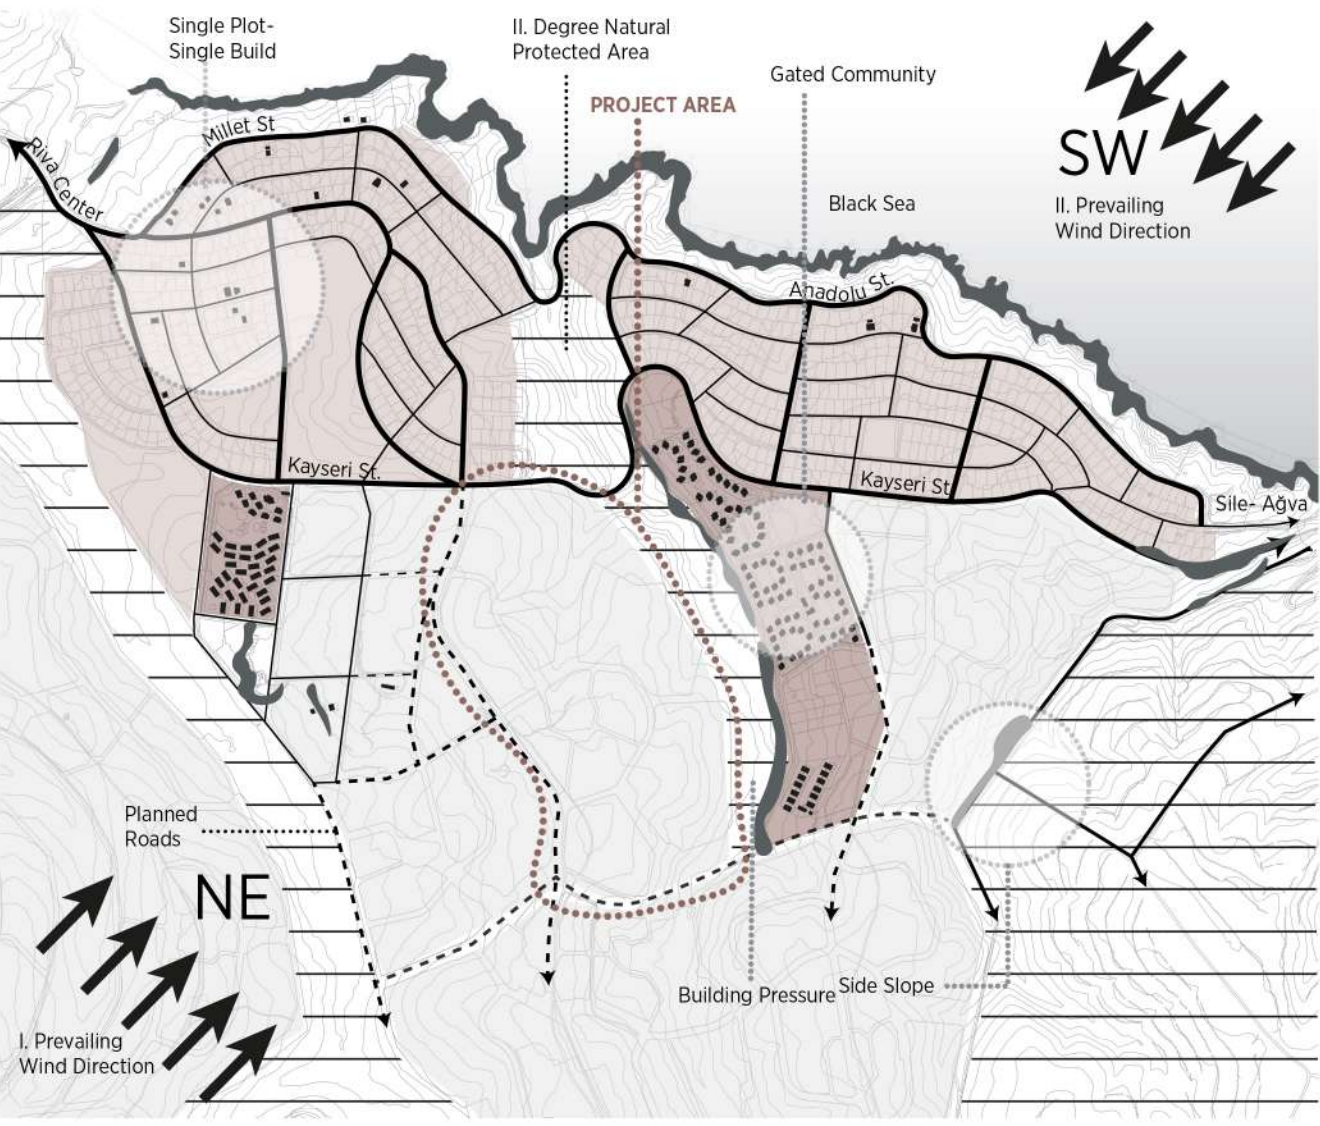 Single Plot-
Single Build
II. Degree Natural
Protected Area
PROJECT AREA
Gated Community
SW
II. Prevailing
Wind Direction
Millet St
Riva Center
Black Sea
Anadolu St.
Kayseri St.
Kayseri St
Sile- Ağva
Planned
Roads
NE
I. Prevailing
Wind Direction
Building Pressure
Side Slope